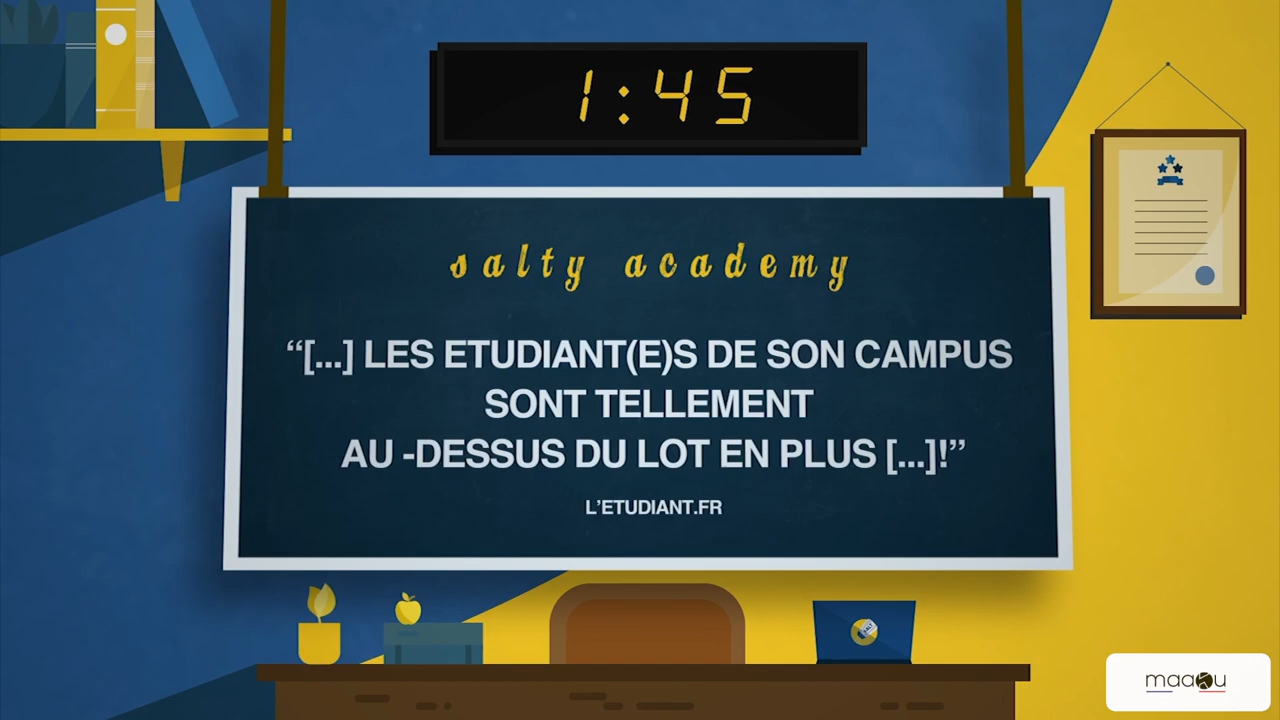 1:45
salty academy
“[...] LES ETUDIANT(E)S DE SON CAMPUS
SONT TELLEMENT
AU -DESSUS DU LOT EN PLUS [...]!”
L’ETUDIANT.FR
maaku